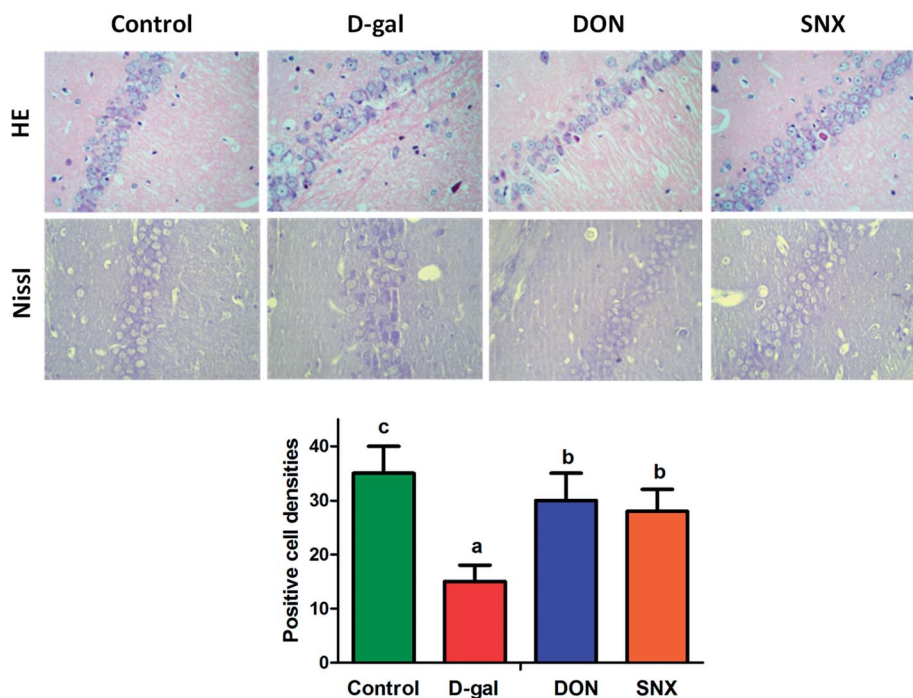 Control D-gal DON SNX
HE
Nissl
Positive cell densities
40
30
20
10
0
c
a
b
b
Control D-gal DON SNX